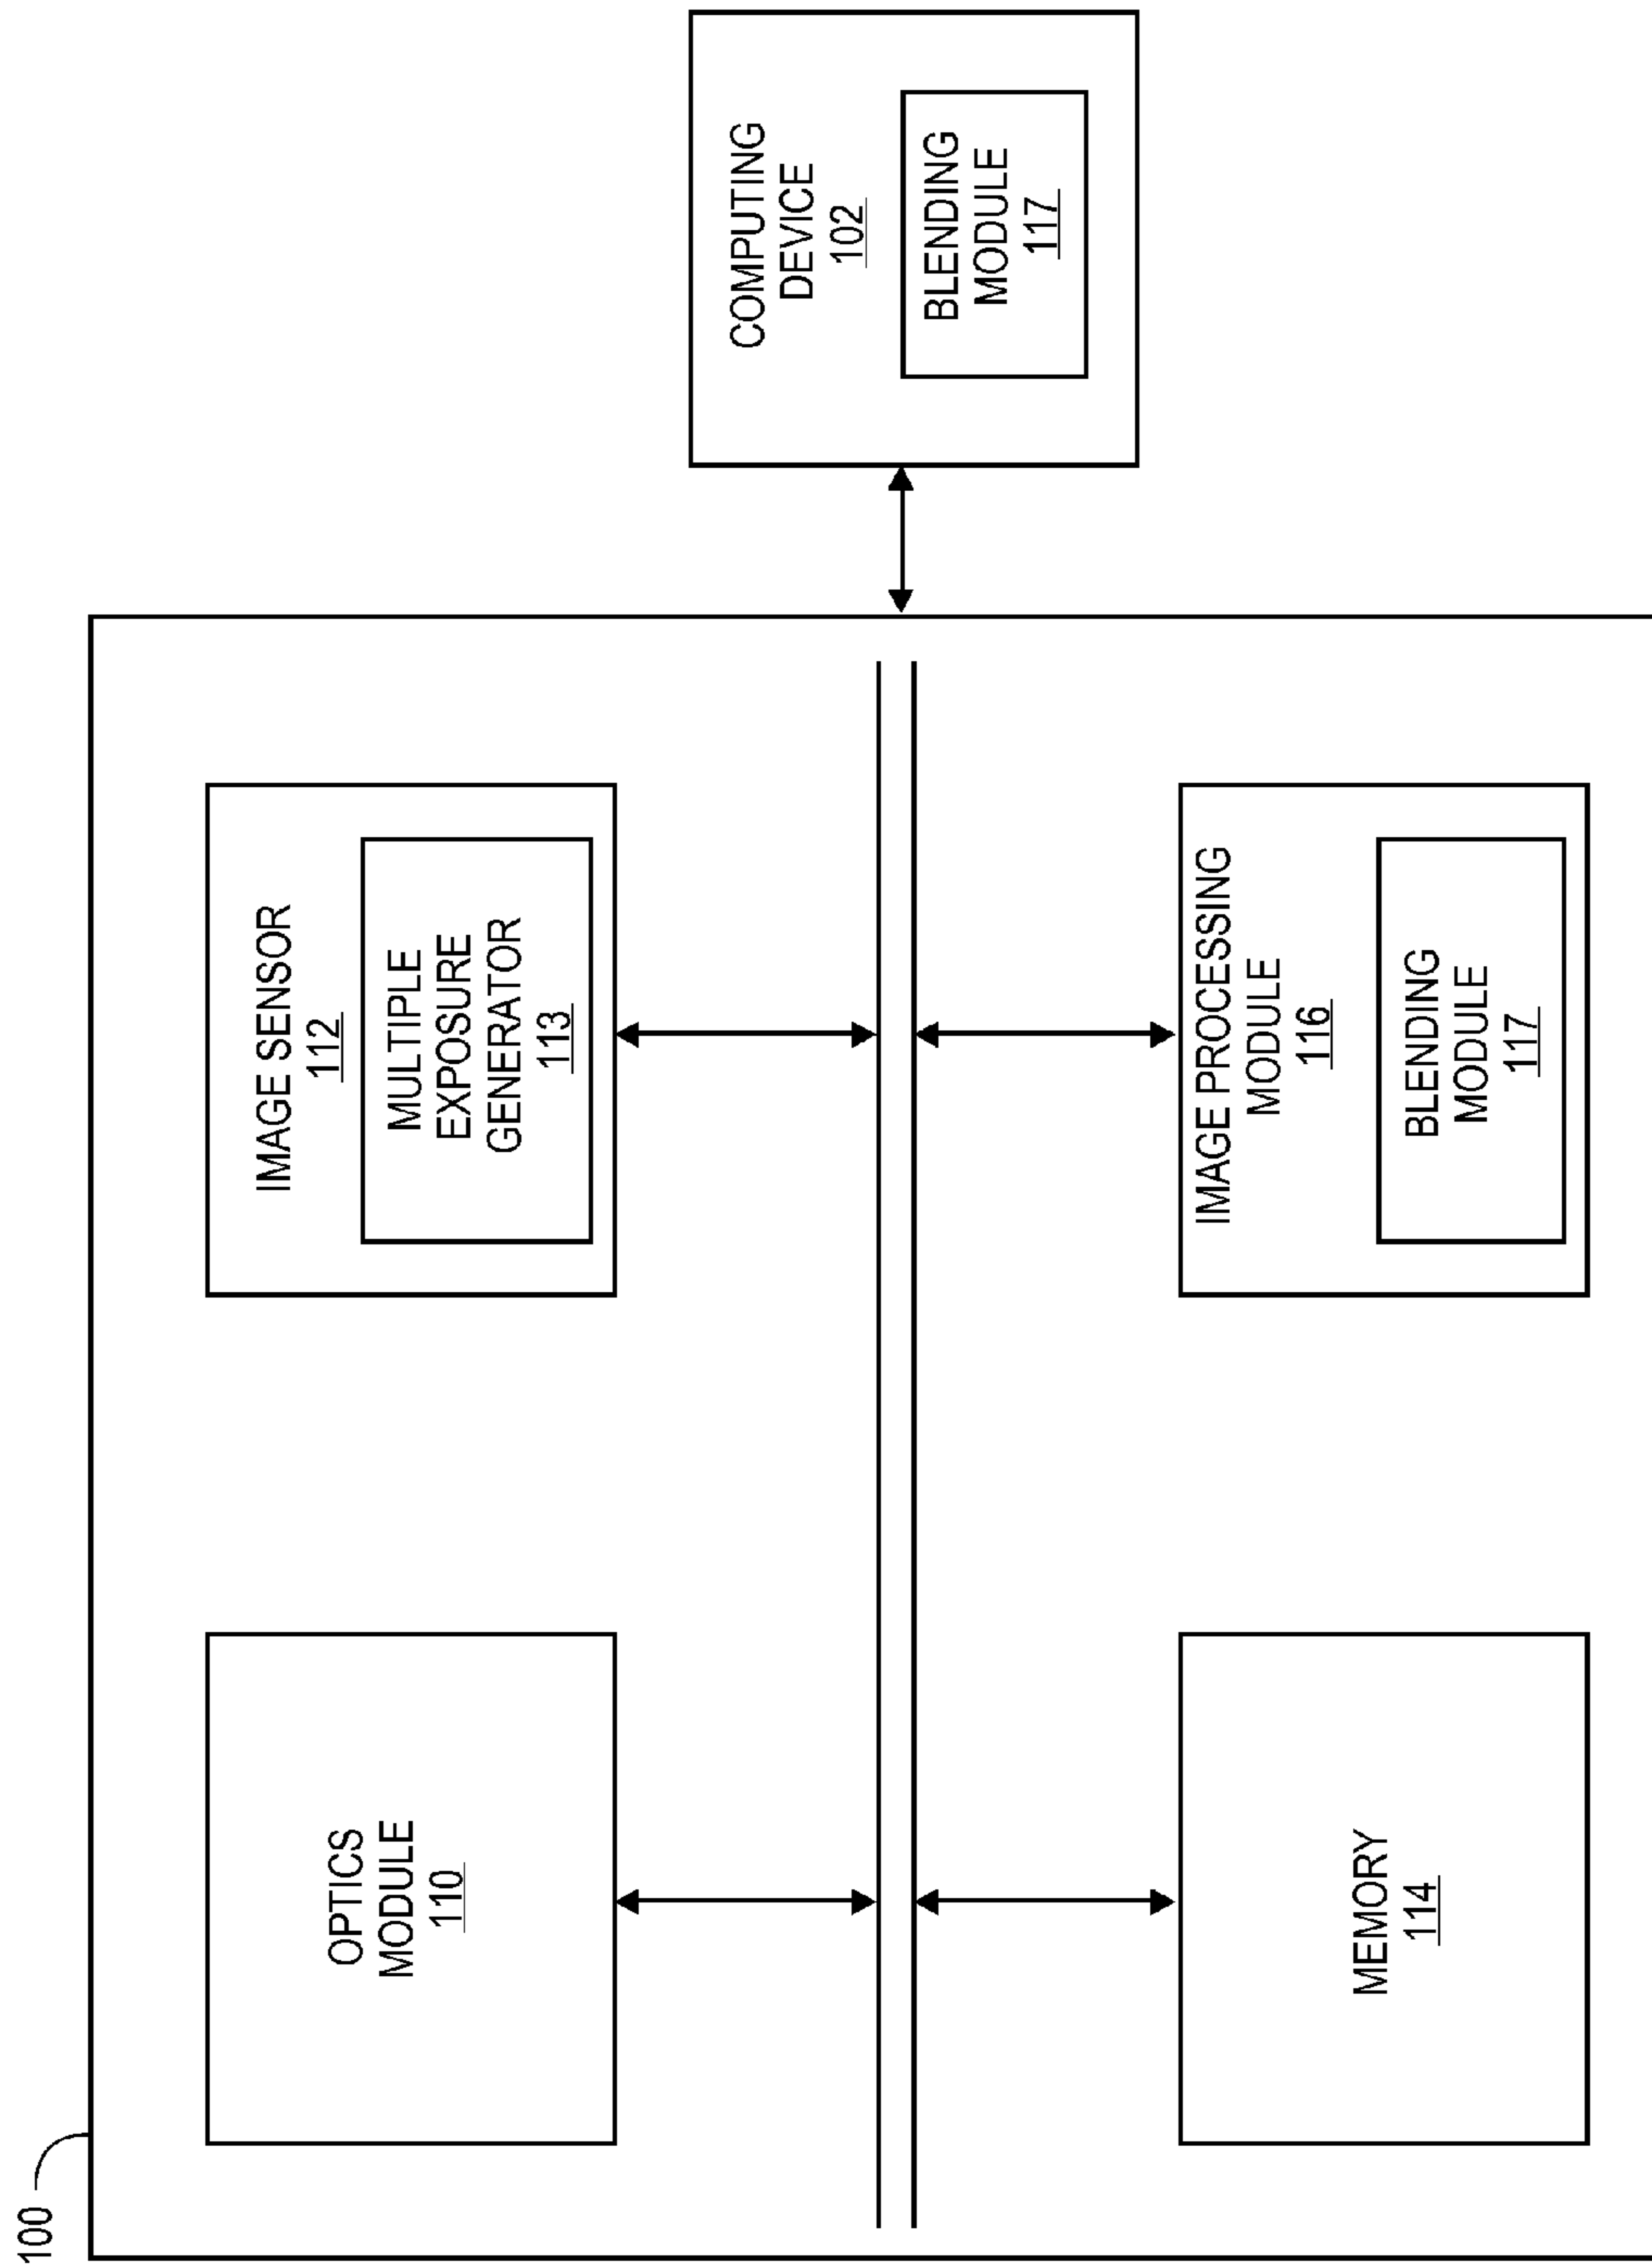 100
OPTICS
MODULE
110
IMAGE SENSOR
112
MULTIPLE
EXPOSURE
GENERATOR
113
MEMORY
114
IMAGE PROCESSING
MODULE
116
BLENDING
MODULE
117
COMPUTING
DEVICE
102
BLENDING
MODULE
117